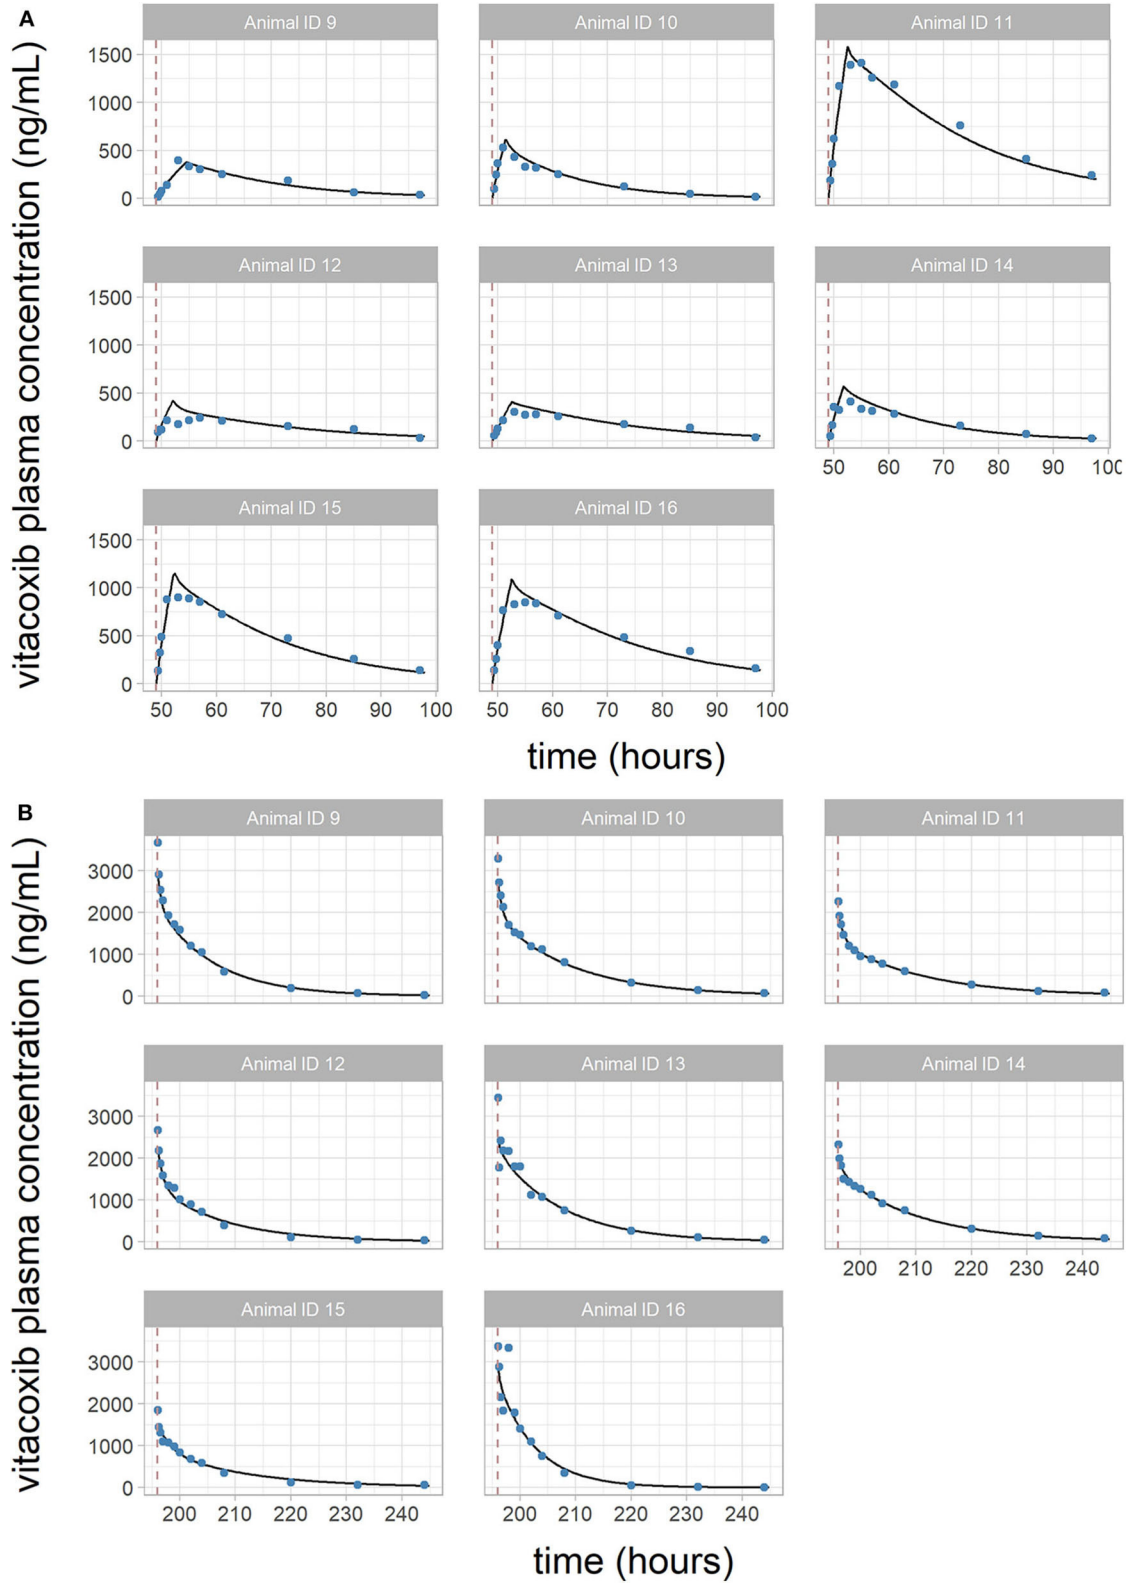 A
Animal ID 9 Animal ID 10 Animal ID 11
vitacoxib plasma concentration (ng/mL)
1500
1000
500
0
Animal ID 12 Animal ID 13 Animal ID 14
1500
1000
500
0
50 60 70 80 90 100
Animal ID 15 Animal ID 16
1500
1000
500
0
50 60 70 80 90 100 50 60 70 80 90 100
time (hours)
B
Animal ID 9 Animal ID 10 Animal ID 11
vitacoxib plasma concentration (ng/mL)
3000
2000
1000
0
Animal ID 12 Animal ID 13 Animal ID 14
3000
2000
1000
0
200 210 220 230 240
Animal ID 15 Animal ID 16
3000
2000
1000
0
200 210 220 230 240 200 210 220 230 240
time (hours)